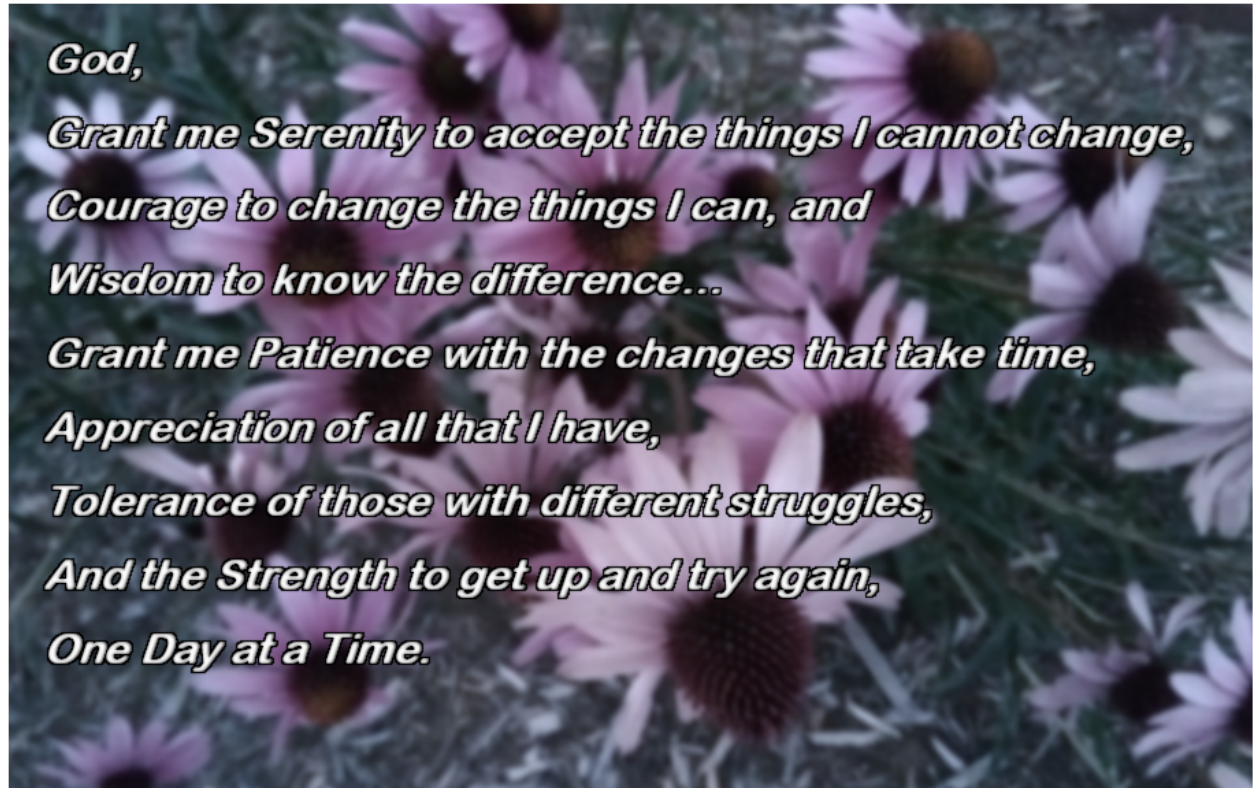 God,
Grant me Serenity to accept the things I cannot change,
Courage to change the things I can, and
Wisdom to know the difference...
Grant me Patience with the changes that take time,
Appreciation of all that I have,
Tolerance of those with different struggles,
And the Strength to get up and try again,
One Day at a Time.